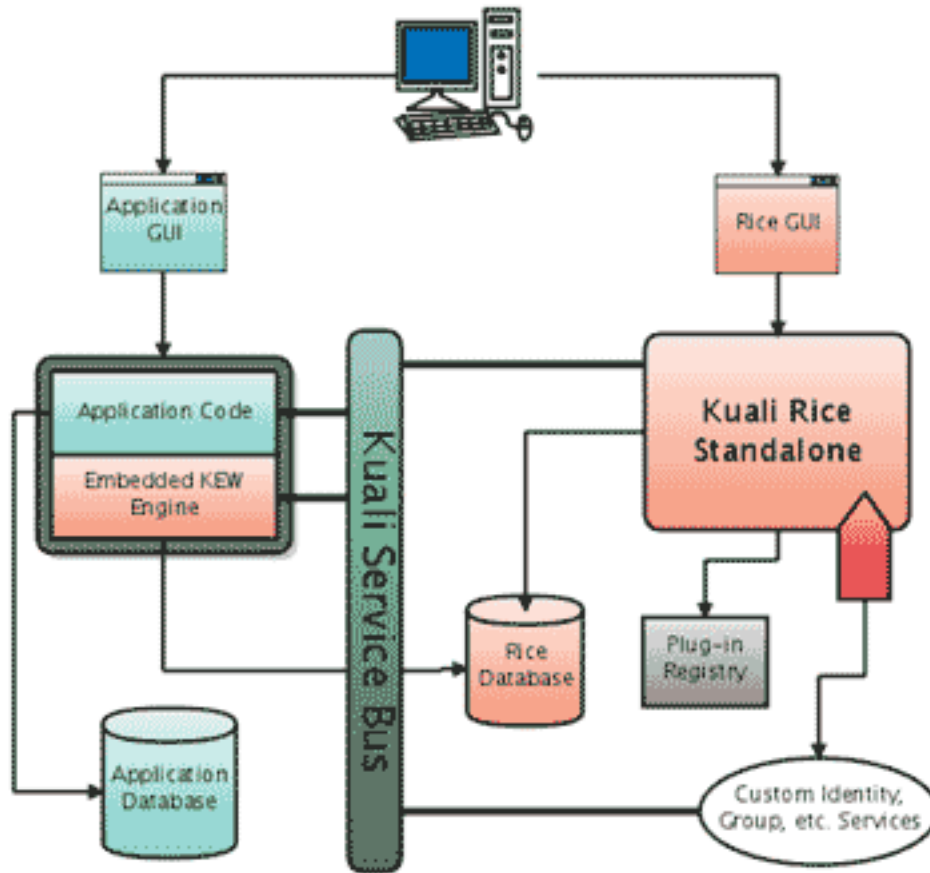 Application
GUI
Rice GUI
Application Code
Embedded KEW
Engine
Kuali Service Bus
Kuali Rice
Standalone
Rice
Database
Plug-in
Registry
Application
Database
Custom Identity,
Group, etc. Services